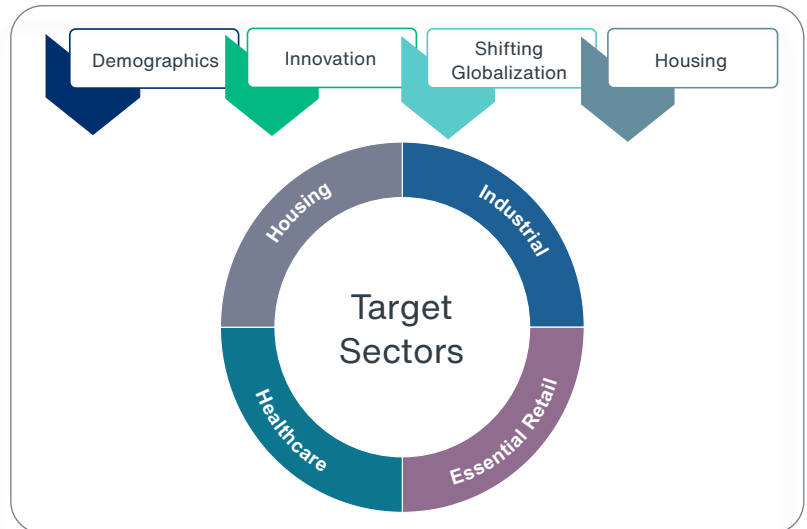 Demographics
Innovation
Shifting
Globalization
Housing
Housing
Industrial
Target
Sectors
Healthcare
Essential Retail